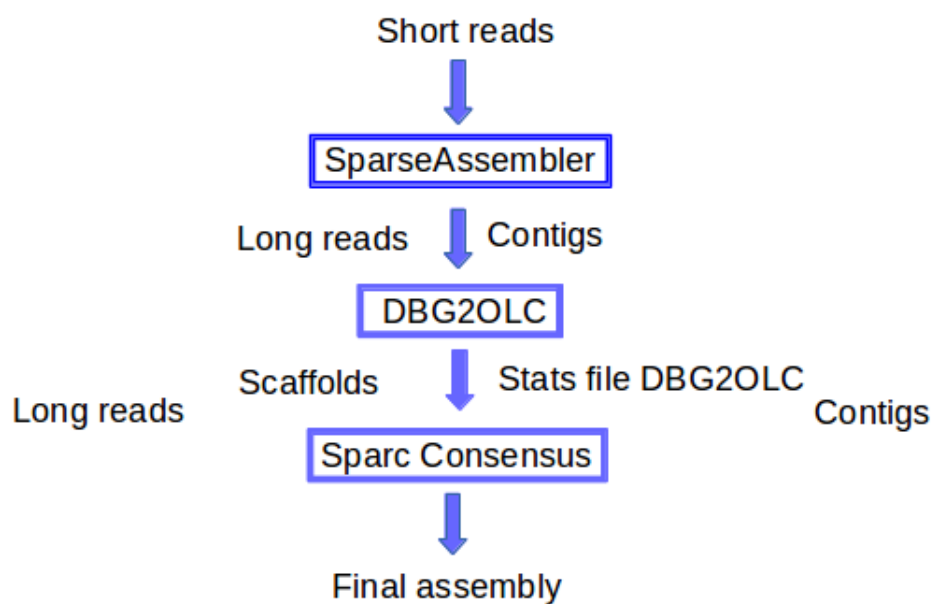 Short reads
SparseAssembler
Long reads
Contigs
DBG2OLC
Scaffolds
Stats file DBG2OLC
Long reads
Contigs
Sparc Consensus
Final assembly